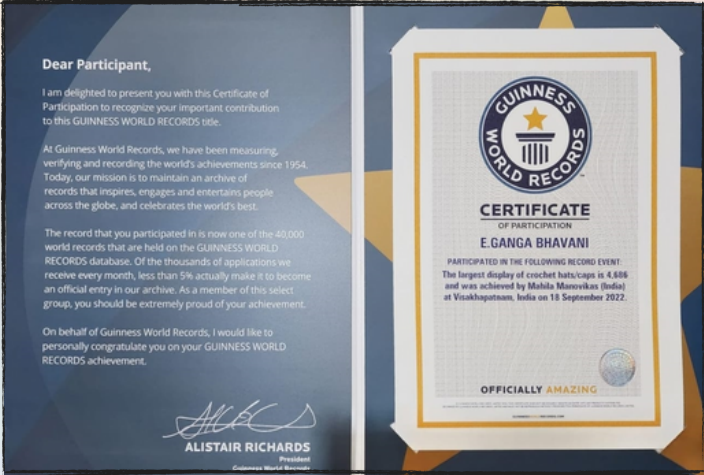 Dear Participant,
I am delighted to present you with this Certificate of
Participation to recognize your important contribution
to this GUINNESS WORLD RECORDS title.
At Guinness World Records, we have been measuring,
verifying and recording the world's achievements since 1954.
Today, our mission is to maintain an archive of
records that inspires, engages and entertains people
across the globe, and celebrates the world's best.
The record that you participated in is now one of the 40,000
world records that are held on the GUINNESS WORLD
RECORDS database. Of the thousands of applications we
receive every month, less than 5% actually make it to become
an official entry in our archive. As a member of this select
group, you should be extremely proud of your achievement.
On behalf of Guinness World Records, I would like to
personally congratulate you on your GUINNESS WORLD
RECORDS achievement.
ALISTAIR RICHARDS
President
Guinness World Records
GUINNESS
WORLD RECORDS
CERTIFICATE
OF PARTICIPATION
E.GANGA BHAVANI
PARTICIPATED IN THE FOLLOWING RECORD EVENT:
The largest display of crochet hats/caps is 4,686
and was achieved by Mahila Manovikas (India)
at Visakhapatnam, India on 18 September 2022.
OFFICIALLY AMAZING